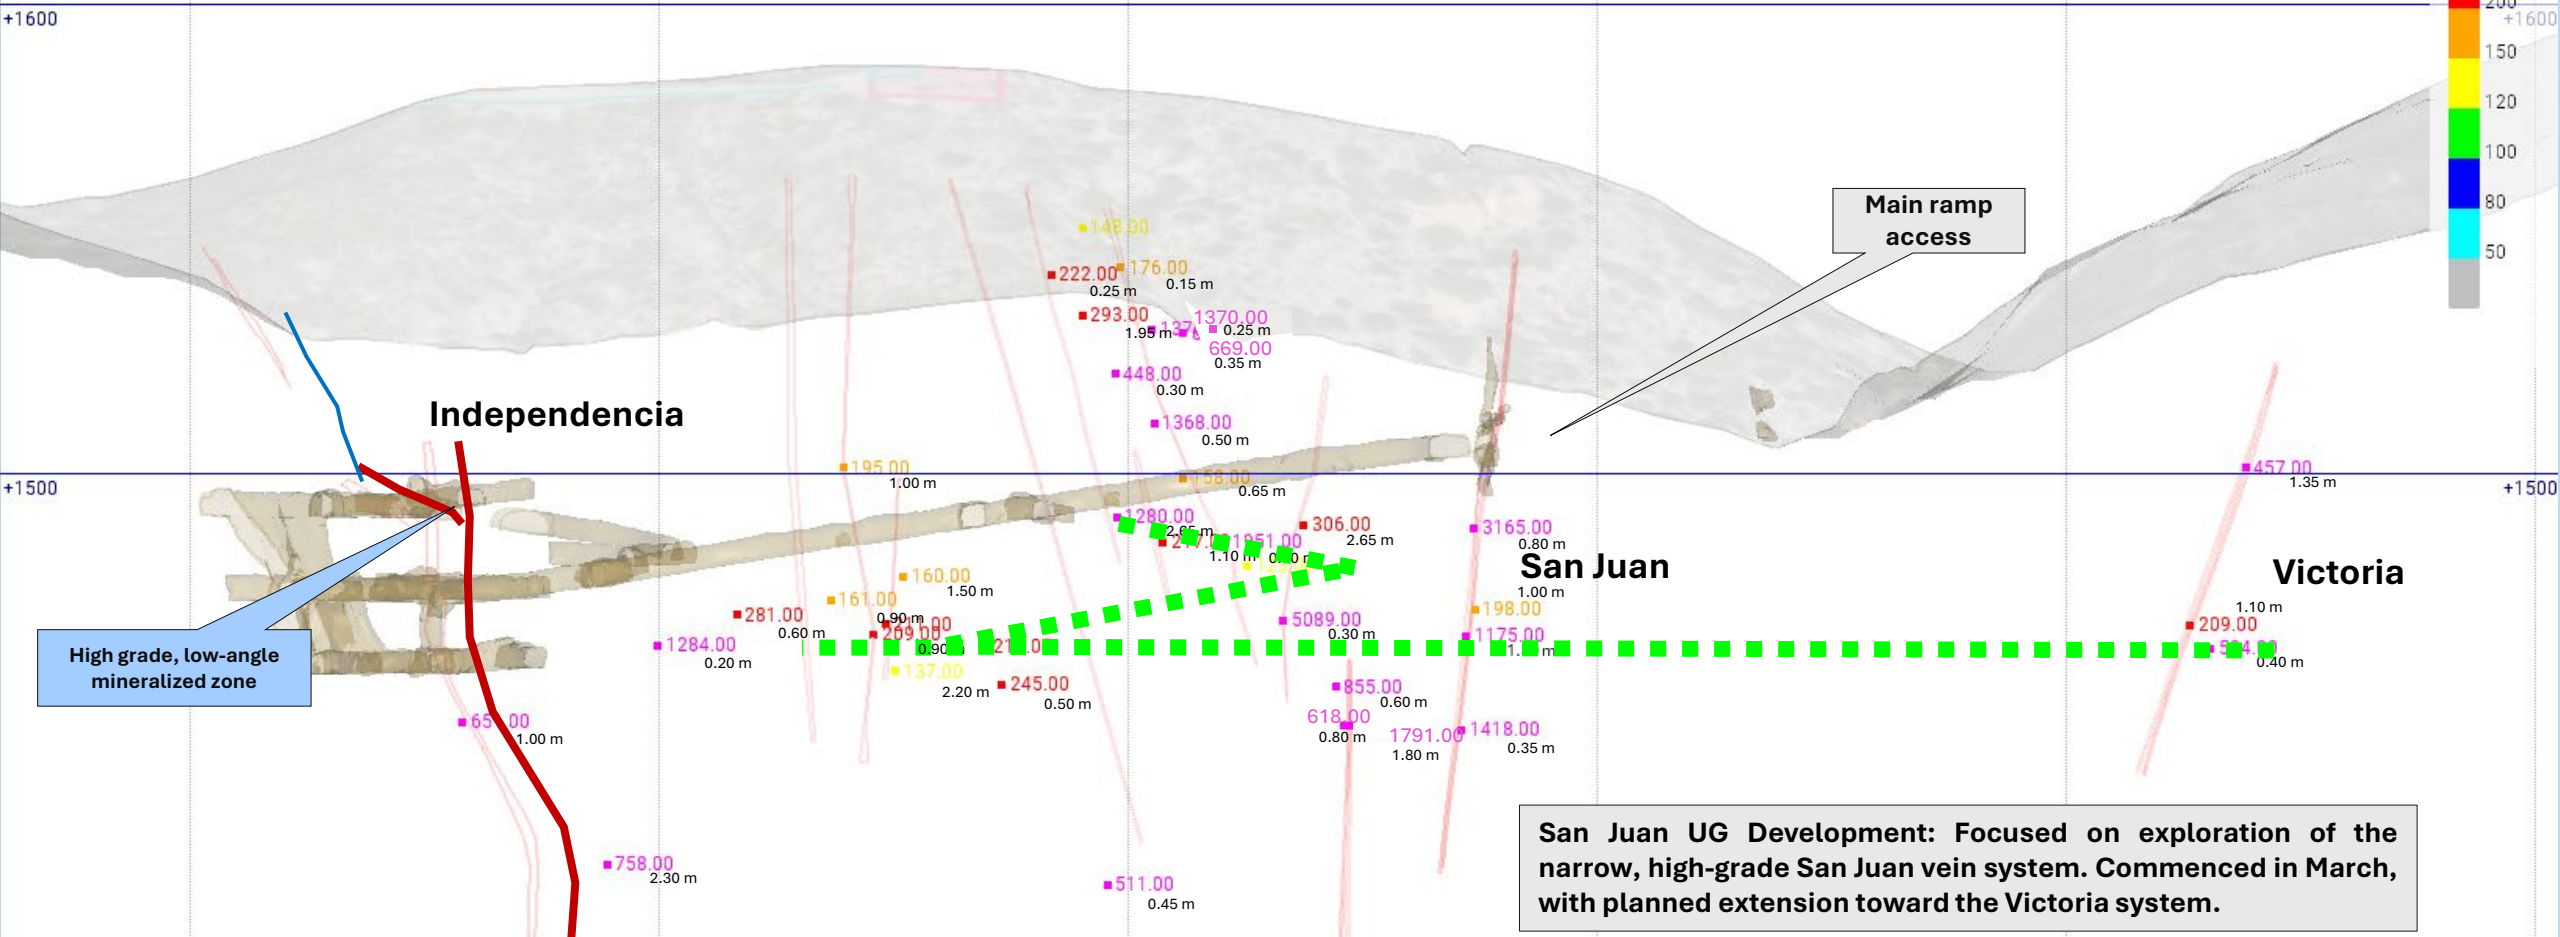 +1600
200
+1600
150
120
100
80
50
Main ramp
access
148.00
176.00
0.15 m
222.00
0.25 m
293.00
1.95 m
1370.00
0.25 m
669.00
0.35 m
448.00
0.30 m
1368.00
0.50 m
Independencia
+1500
195.00
1.00 m
0.65 m
457.00
1.35 m
+1500
1280.00
2.65 m
306.00
2.65 m
3165.00
0.80 m
1.10 m
San Juan
Victoria
160.00
1.50 m
161.00
0.90 m
281.00
0.60 m
209.00
1284.00
0.20 m
137.00
2.20 m
245.00
0.50 m
5089.00
0.30 m
1.00 m
198.00
1175.00
1.10 m
209.00
0.40 m
High grade, low-angle
mineralized zone
855.00
0.60 m
618.00
0.80 m
1791.00
1.80 m
1418.00
0.35 m
1.00 m
758.00
2.30 m
511.00
0.45 m
San Juan UG Development: Focused on exploration of the
narrow, high-grade San Juan vein system. Commenced in March,
with planned extension toward the Victoria system.